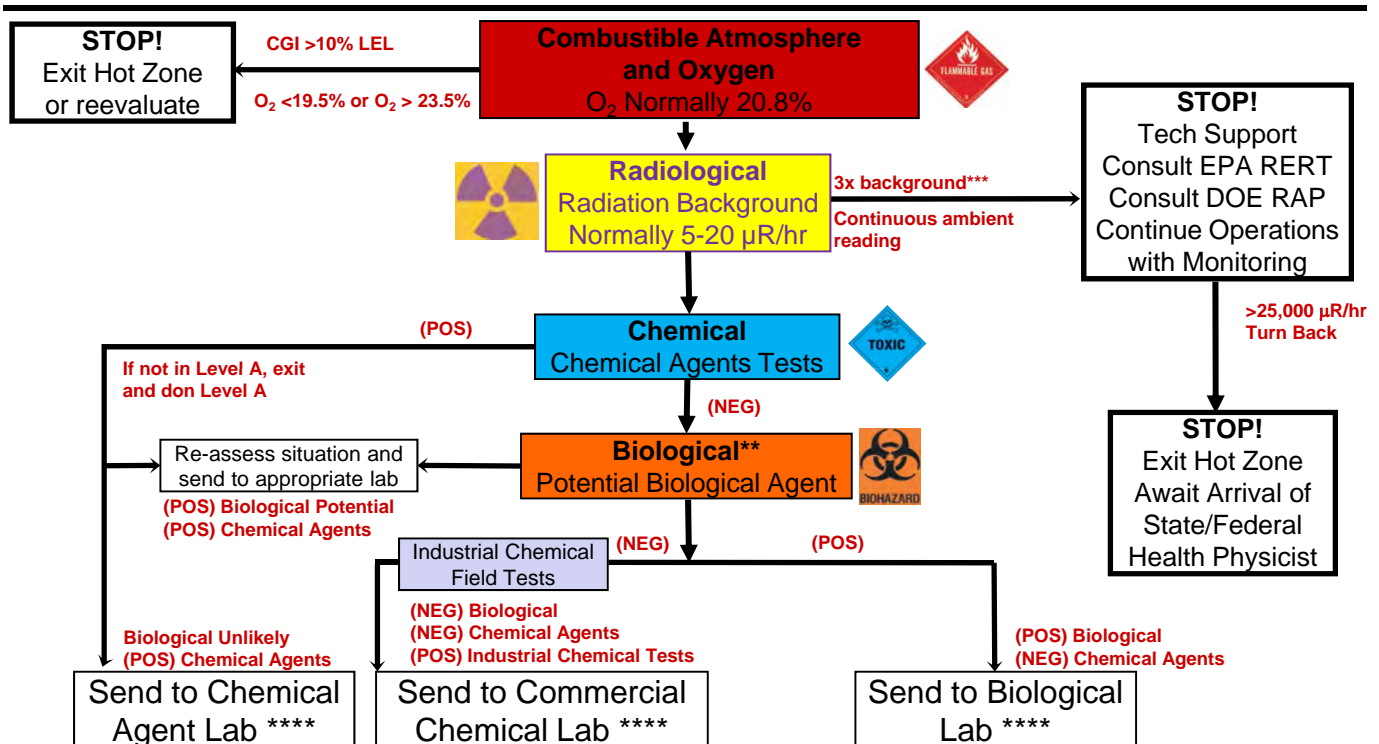 STOP!
Exit Hot Zone
or reevaluate
CGI >10% LEL
O2 <19.5% or O2 > 23.5%
Combustible Atmosphere
and Oxygen
O2 Normally 20.8%
FLAMMABLE GAS
Radiological
Radiation Background
Normally 5-20 µR/hr
3x background***
Continuous ambient
reading
STOP!
Tech Support
Consult EPA RERT
Consult DOE RAP
Continue Operations
with Monitoring
>25,000 µR/hr
Turn Back
STOP!
Exit Hot Zone
Await Arrival of
State/Federal
Health Physicist
(POS)
If not in Level A, exit
and don Level A
Chemical
Chemical Agents Tests
TOXIC
(NEG)
Re-assess situation and
send to appropriate lab
(POS) Biological Potential
(POS) Chemical Agents
Biological**
Potential Biological Agent
BIOHAZARD
Industrial Chemical
Field Tests
(NEG)
(POS)
(NEG) Biological
(NEG) Chemical Agents
(POS) Industrial Chemical Tests
Biological Unlikely
(POS) Chemical Agents
(POS) Biological
(NEG) Chemical Agents
Send to Chemical
Agent Lab ****
Send to Commercial
Chemical Lab ****
Send to Biological
Lab ****